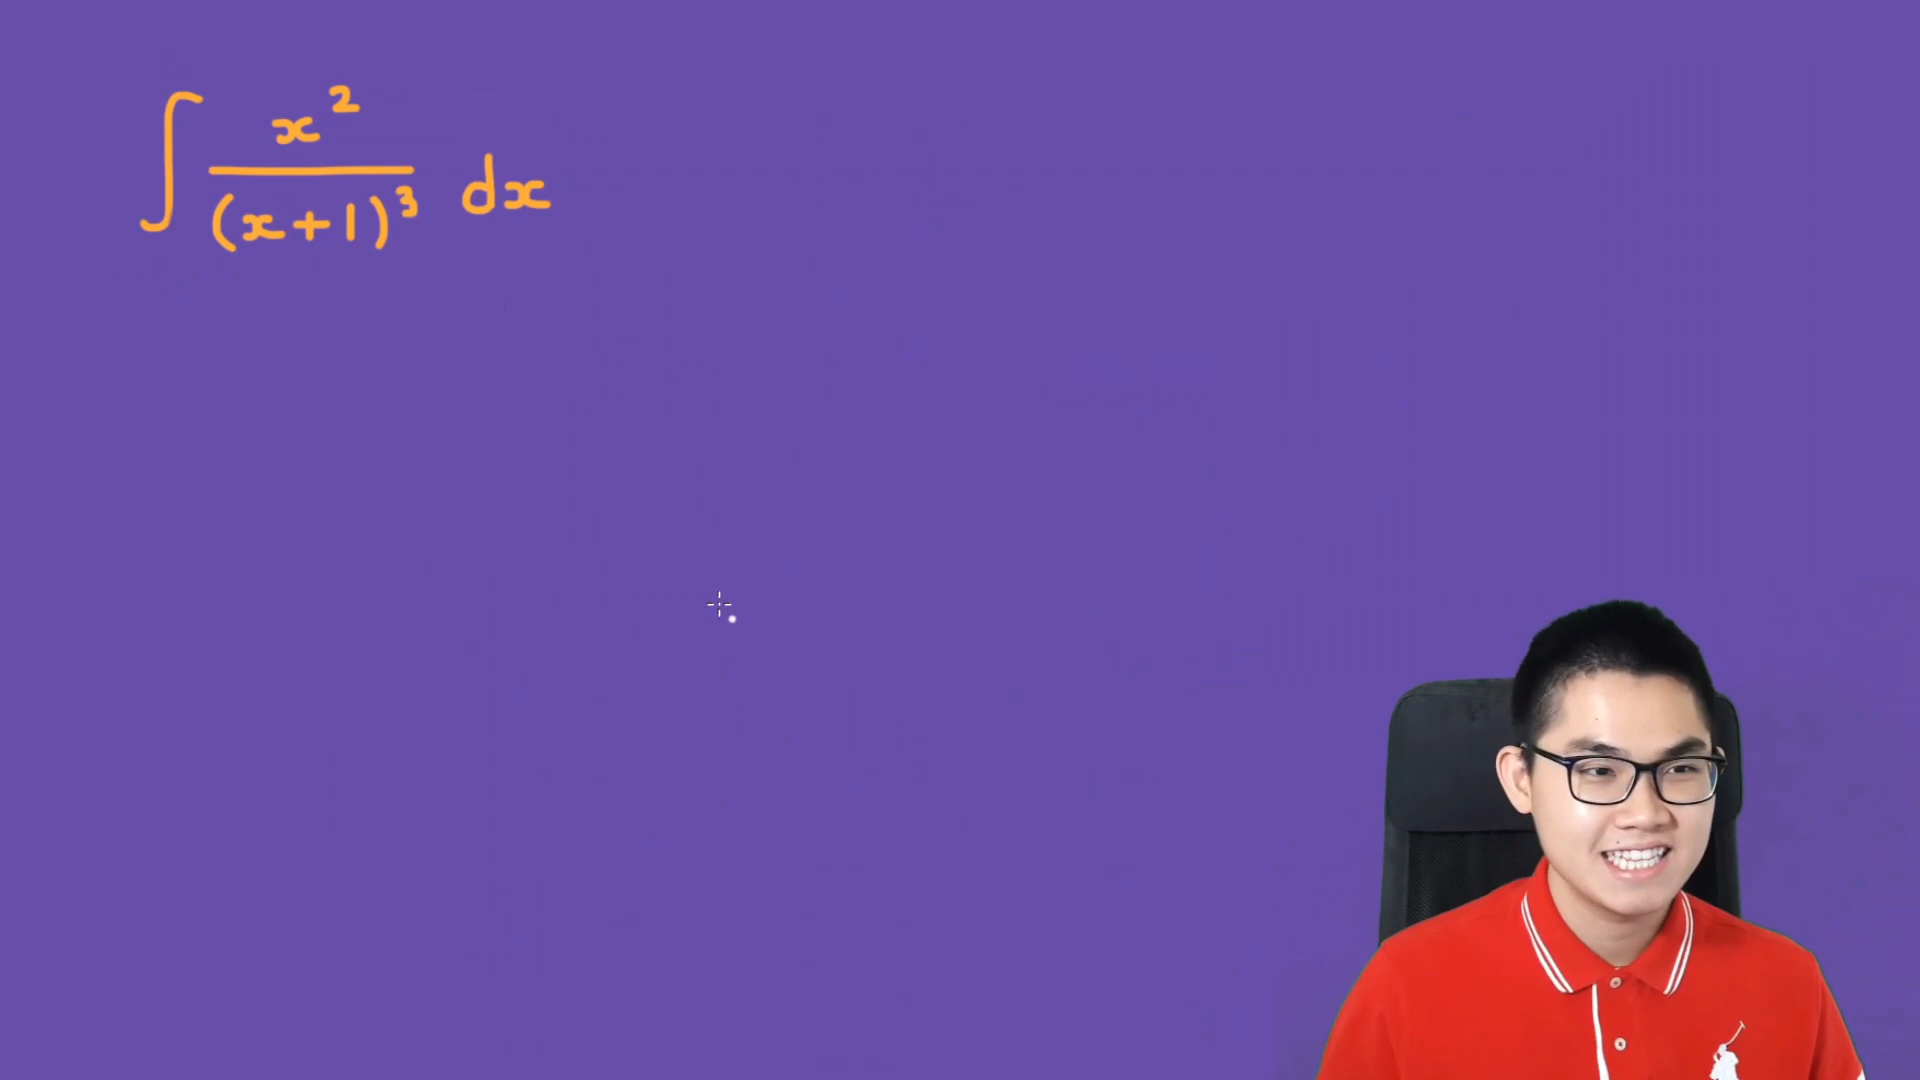 ∫ x² / (x+1)³ dx